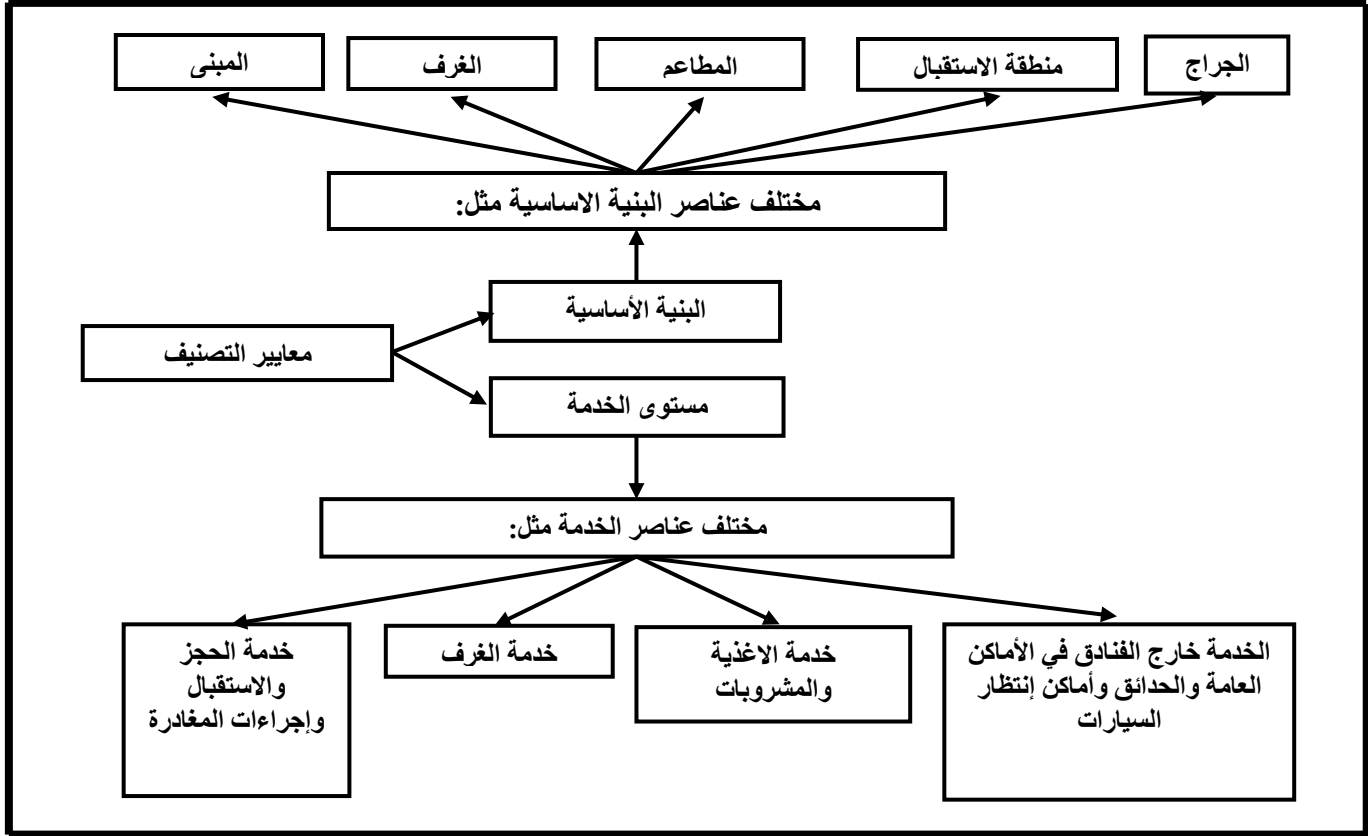 الجراج
منطقة الاستقبال
المطاعم
الغرف
المبنى
مختلف عناصر البنية الاساسية مثل:
البنية الأساسية
معايير التصنيف
مستوى الخدمة
مختلف عناصر الخدمة مثل:
الخدمة خارج الفنادق في الأماكن
العامة والحدائق وأماكن إنتظار
السيارات
خدمة الاغذية
والمشروبات
خدمة الغرف
خدمة الحجز
والاستقبال
وإجراءات المغادرة